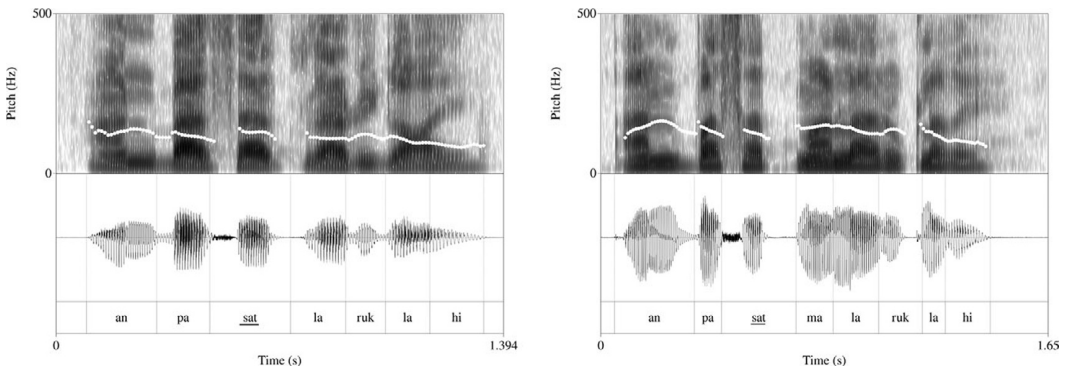 500
Pitch (Hz)
0
an pa sat la ruk la hi
0 1.394
Time (s)
500
Pitch (Hz)
0
an pa sat ma la ruk la hi
0 1.65
Time (s)